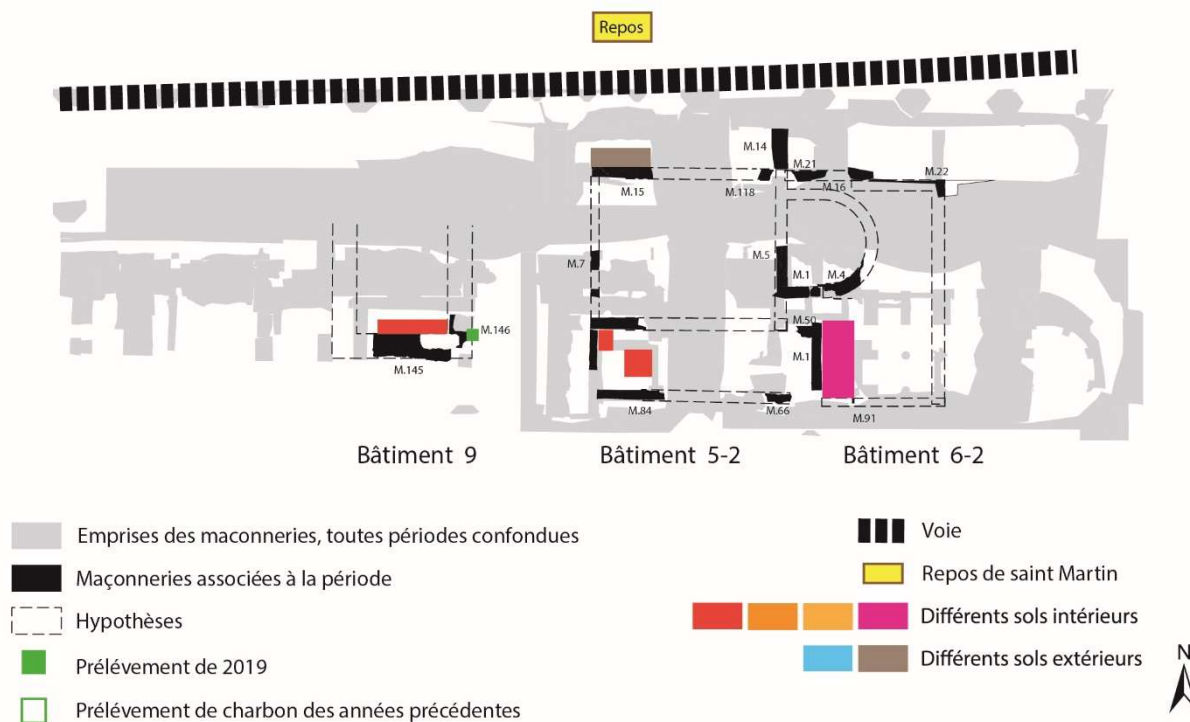 Repos
M.14
M.21
M.22
M.15
M.118
M.16
M.7
M.5
M.1
M.4
M.146
M.50
M.1
M.145
M.84
M.66
M.91
Bâtiment 9
Bâtiment 5-2
Bâtiment 6-2
Emprises des maconneries, toutes périodes confondues
Maçonneries associées à la période
Hypothèses
Prélévement de 2019
Prélévement de charbon des années précédentes
Voie
Repos de saint Martin
Différents sols intérieurs
Différents sols extérieurs
N